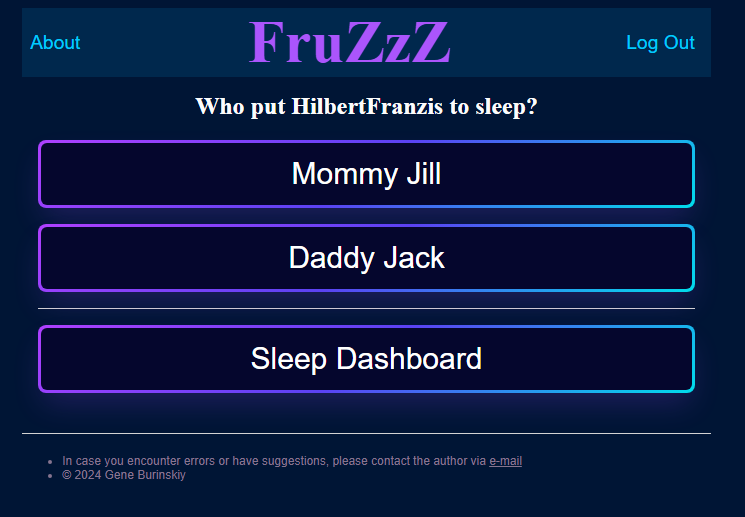 About
FruZzZ
Log Out
Who put HilbertFranzis to sleep?
Mommy Jill
Daddy Jack
Sleep Dashboard
In case you encounter errors or have suggestions, please contact the author via e-mail
© 2024 Gene Burinskiy